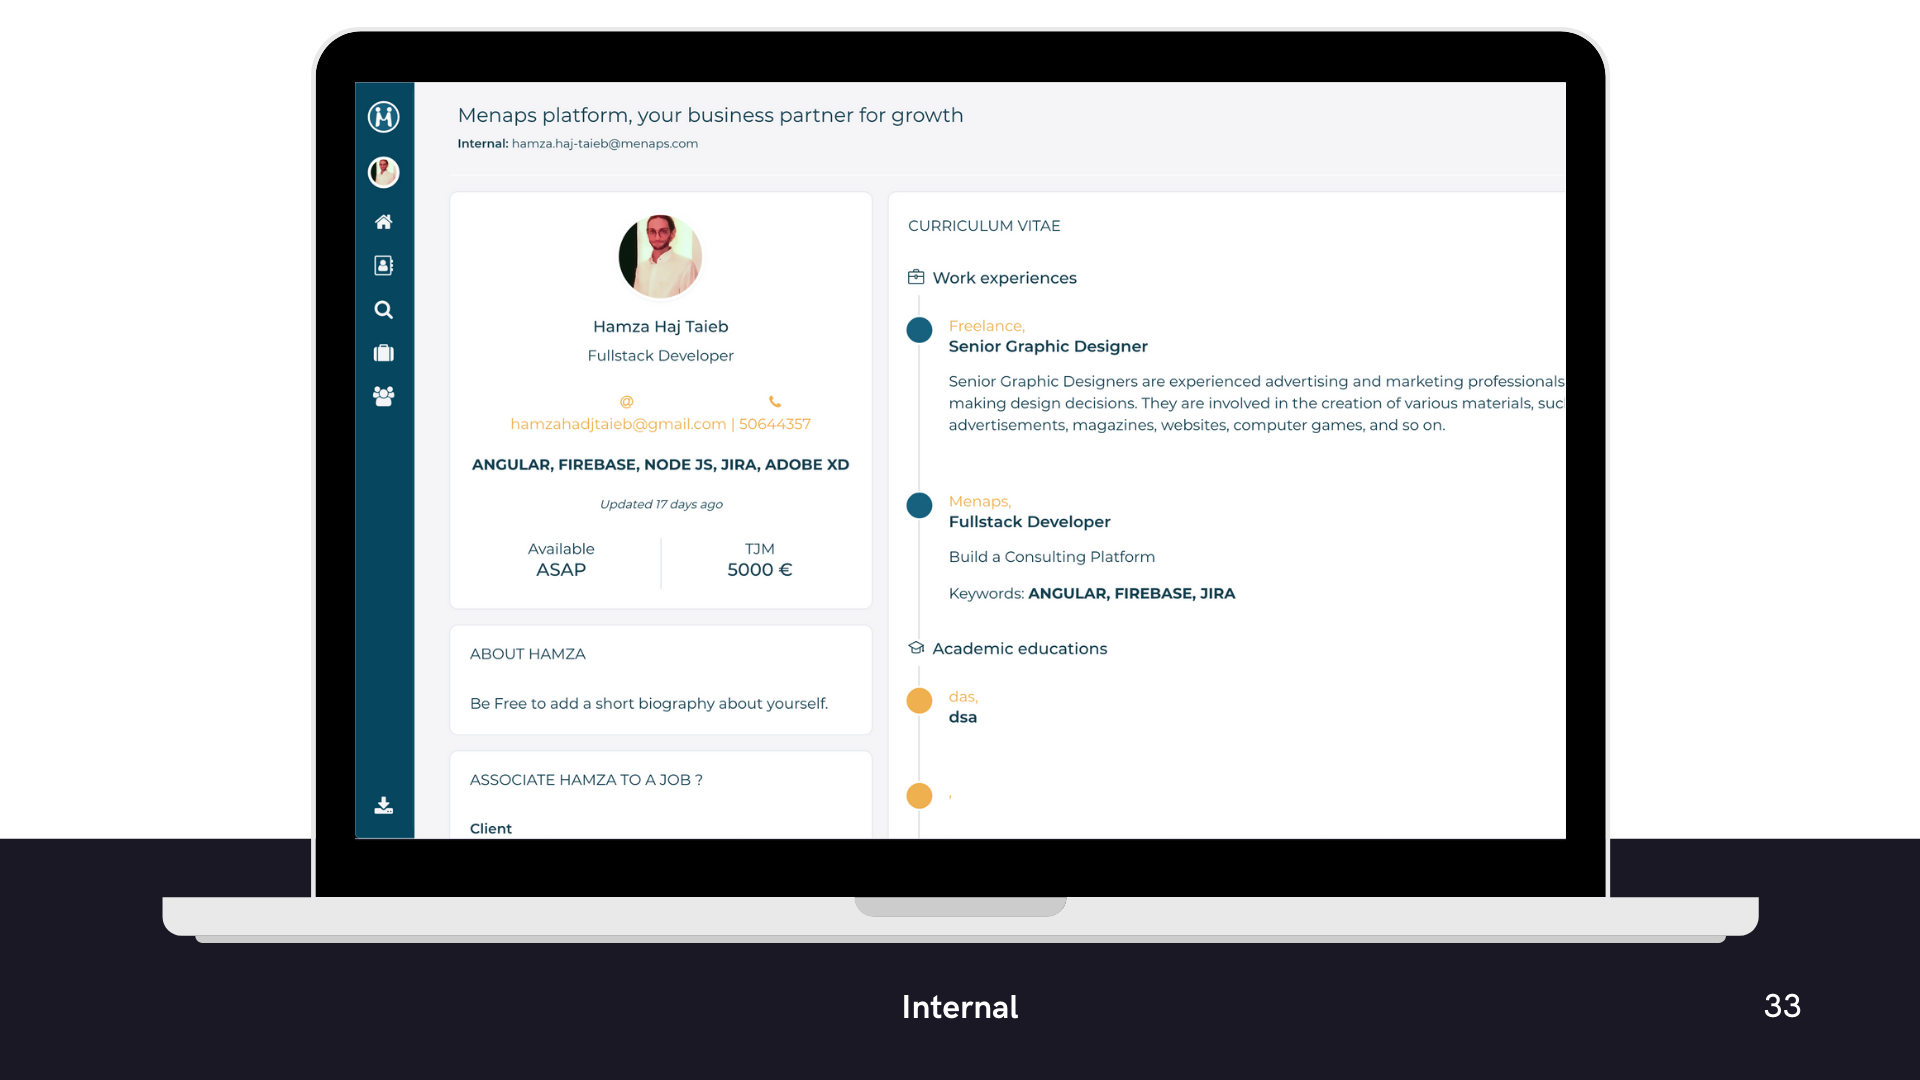 Menaps platform, your business partner for growth
Internal: hamza.haj-taieb@menaps.com
Hamza Haj Taieb
Fullstack Developer
@
hamzahadjtaieb@gmail.com | 50644357
ANGULAR, FIREBASE, NODE JS, JIRA, ADOBE XD
Updated 17 days ago
Available
ASAP
TJM
5000 €
ABOUT HAMZA
Be Free to add a short biography about yourself.
ASSOCIATE HAMZA TO A JOB ?
Client
CURRICULUM VITAE
Work experiences
Freelance,
Senior Graphic Designer
Senior Graphic Designers are experienced advertising and marketing professionals
making design decisions. They are involved in the creation of various materials,
advertisements, magazines, websites, computer games, and so on.
Menaps,
Fullstack Developer
Build a Consulting Platform
Keywords: ANGULAR, FIREBASE, JIRA
Academic educations
das,
dsa
,
Internal
33